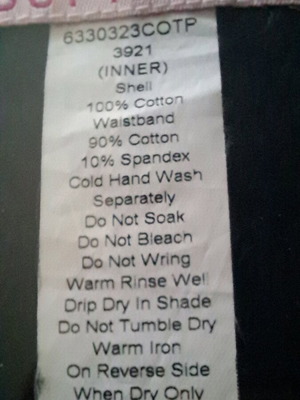 6330323COTP
3921
(INNER)
Shell
100% Cotton
Waistband
90% Cotton
10% Spandex
Cold Hand Wash
Separately
Do Not Soak
Do Not Bleach
Do Not Wring
Warm Rinse Well
Drip Dry In Shade
Do Not Tumble Dry
Warm Iron
On Reverse Side
When Dry Only